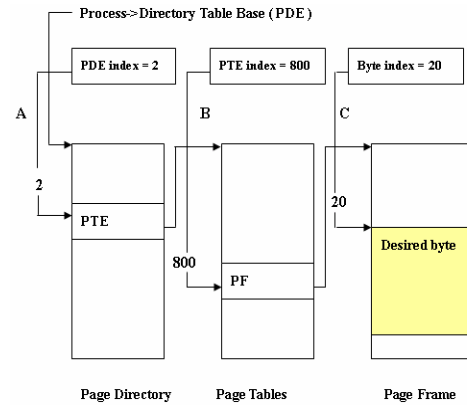 Process->Directory Table Base ( PDE )
PDE index = 2
PTE index = 800
Byte index = 20
A
B
C
2
20
PTE
Desired byte
800
PF
Page Directory
Page Tables
Page Frame